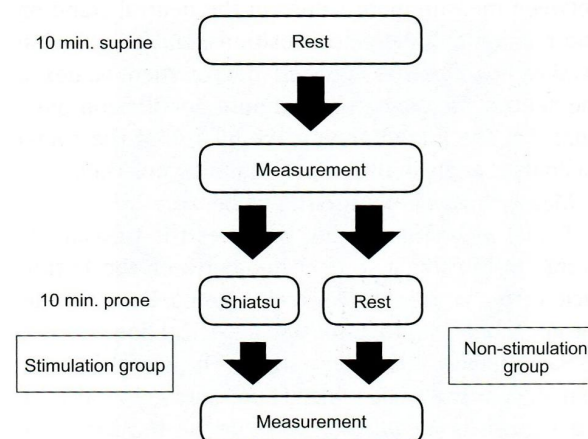 10 min. supine
Rest
Measurement
10 min. prone
Shiatsu
Rest
Stimulation group
Non-stimulation
group
Measurement